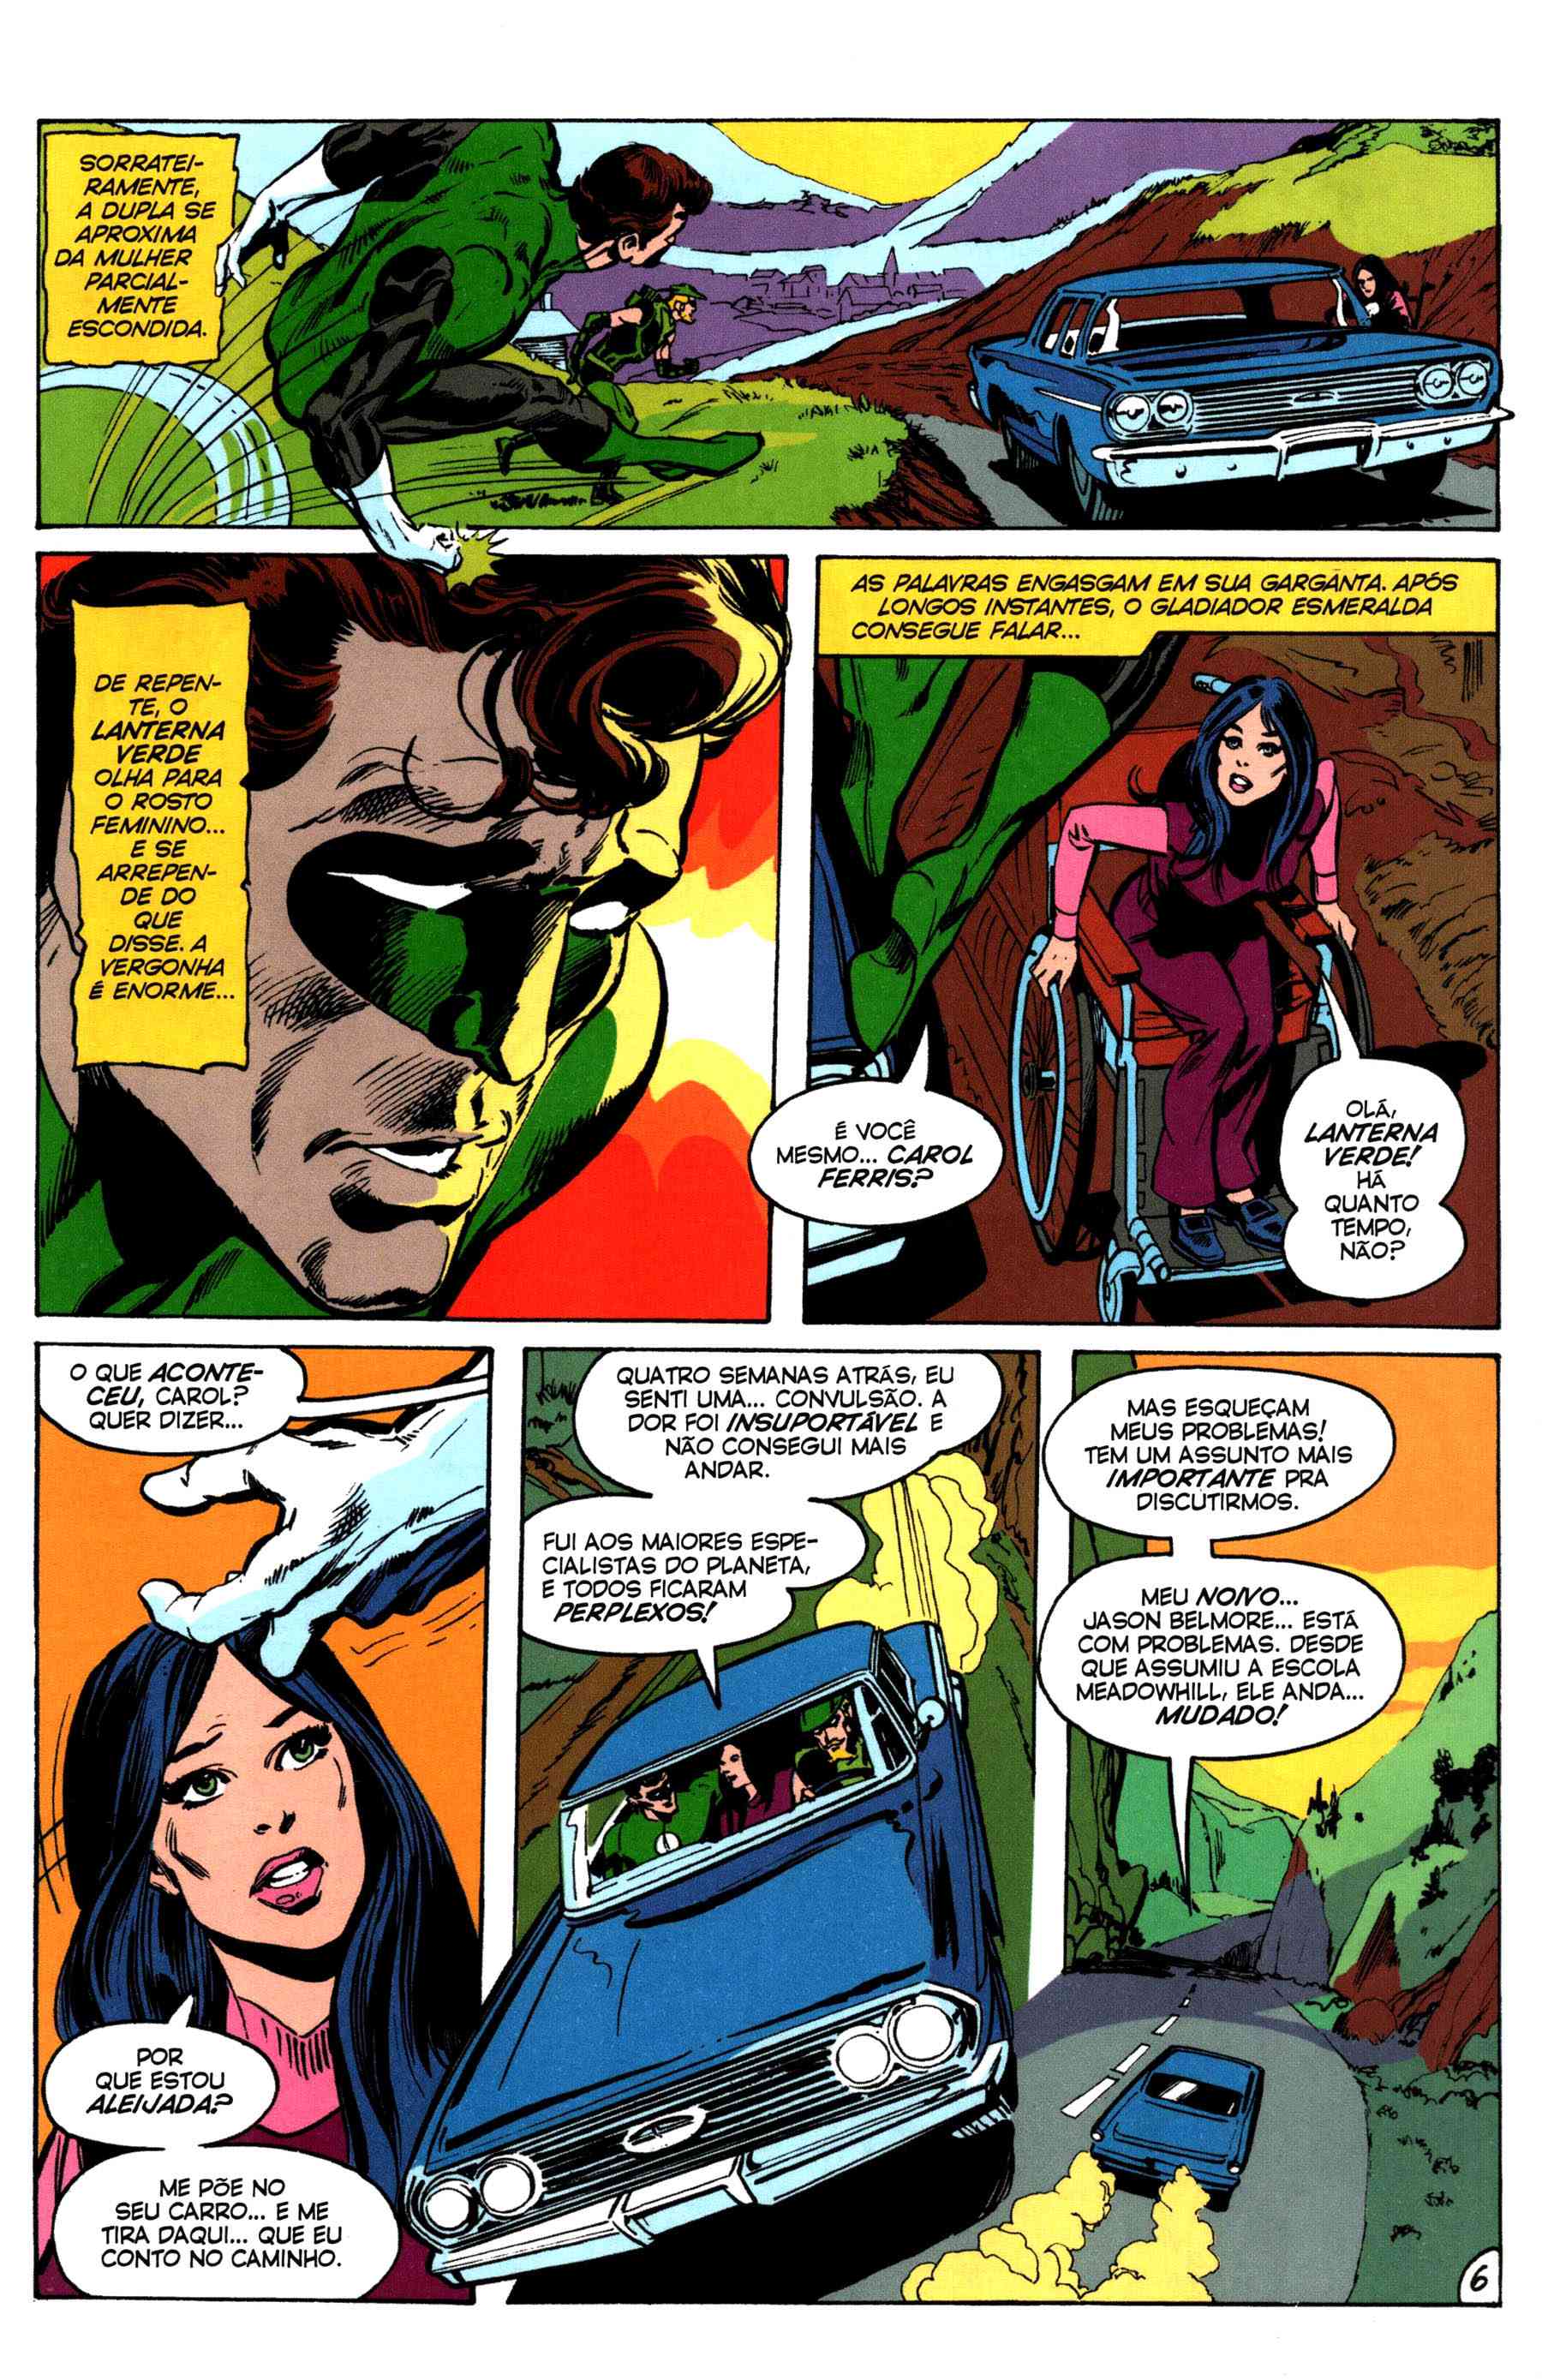 SORRATEI-
RAMENTE,
A DUPLA SE
APROXIMA
DA MULHER
PARCIAL-
MENTE
ESCONDIDA.
DE REPEN-
TE, O
LANTERNA
VERDE
OLHA PARA
O ROSTO
FEMININO...
E SE
ARREPEN-
DE DO
QUE
DISSE. A
VERGONHA
É ENORME...
AS PALAVRAS ENGASGAM EM SUA GARGANTA. APÓS
LONGOS INSTANTES, O GLADIADOR ESMERALDA
CONSEGUE FALAR...
É VOCÊ
MESMO... CAROL
FERRIS?
OLÁ,
LANTERNA
VERDE!
HÁ
QUANTO
TEMPO,
NÃO?
O QUE ACONTE-
CEU, CAROL?
QUER DIZER...
POR
QUE ESTOU
ALEIJADA?
ME PÕE NO
SEU CARRO... E ME
TIRA DAQUI... QUE EU
CONTO NO CAMINHO.
QUATRO SEMANAS ATRÁS, EU
SENTI UMA... CONVULSÃO. A
DOR FOI INSUPORTÁVEL E
NÃO CONSEGUI MAIS
ANDAR.
FUI AOS MAIORES ESPE-
CIALISTAS DO PLANETA,
E TODOS FICARAM
PERPLEXOS!
MAS ESQUEÇAM
MEUS PROBLEMAS!
TEM UM ASSUNTO MAIS
IMPORTANTE PRA
DISCUTIRMOS.
MEU NOIVO...
JASON BELMORE... ESTÁ
COM PROBLEMAS. DESDE
QUE ASSUMIU A ESCOLA
MEADOWHILL, ELE ANDA...
MUDADO!
6